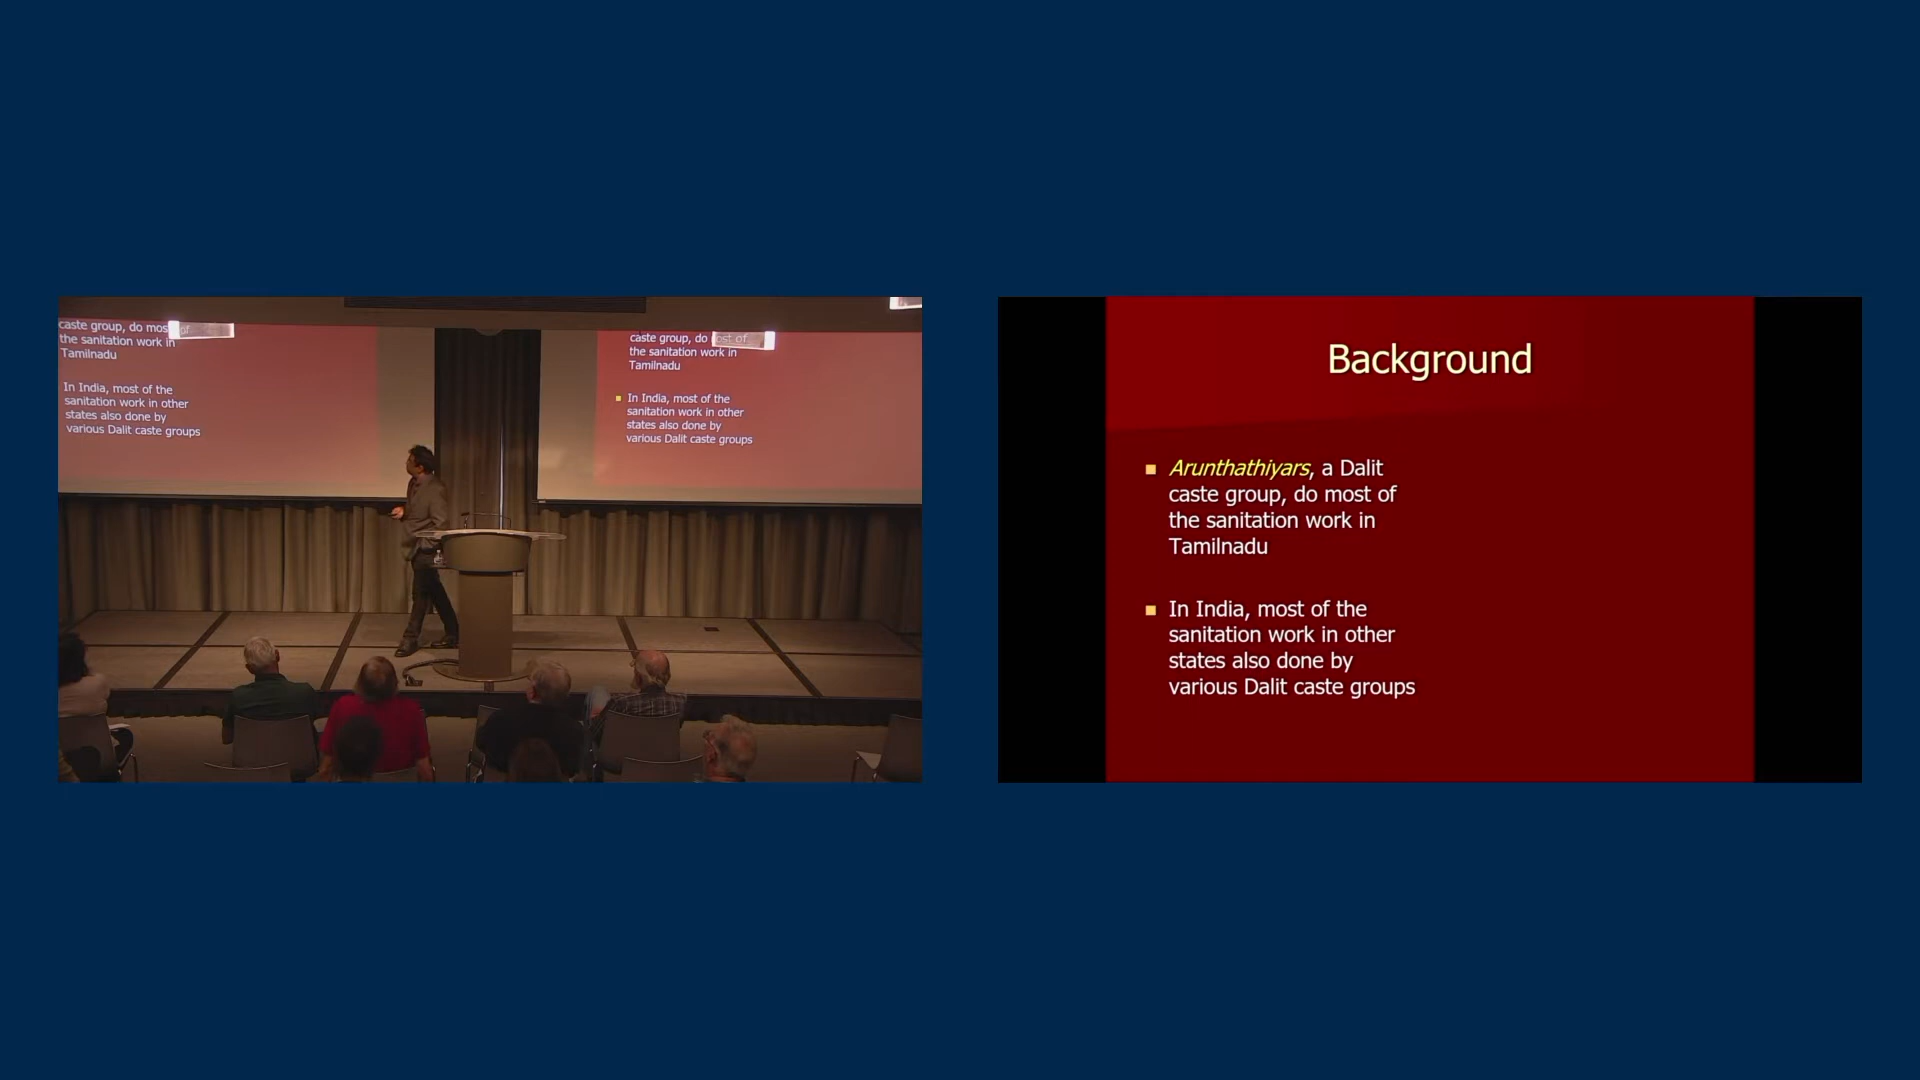 caste group, do most of
the sanitation work in
Tamilnadu
In India, most of the
sanitation work in other
states also done by
various Dalit caste groups
caste group, do most of
the sanitation work in
Tamilnadu
In India, most of the
sanitation work in other
states also done by
various Dalit caste groups
Background
Arunthathiyars, a Dalit
caste group, do most of
the sanitation work in
Tamilnadu
In India, most of the
sanitation work in other
states also done by
various Dalit caste groups